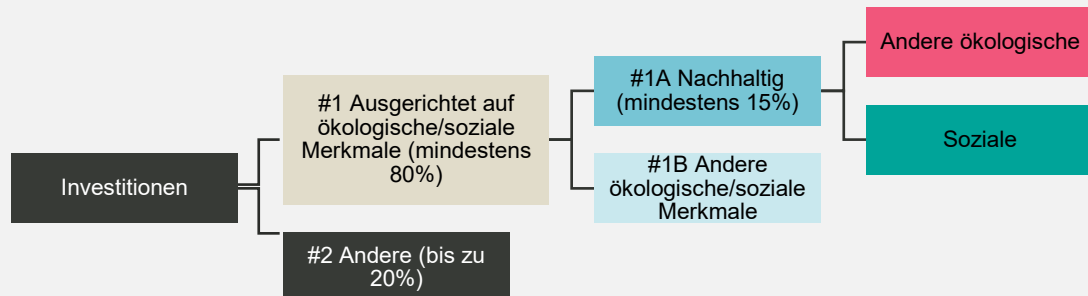 Investitionen
#1 Ausgerichtet auf
ökologische/soziale
Merkmale (mindestens
80%)
#2 Andere (bis zu
20%)
#1A Nachhaltig
(mindestens 15%)
#1B Andere
ökologische/soziale
Merkmale
Andere ökologische
Soziale